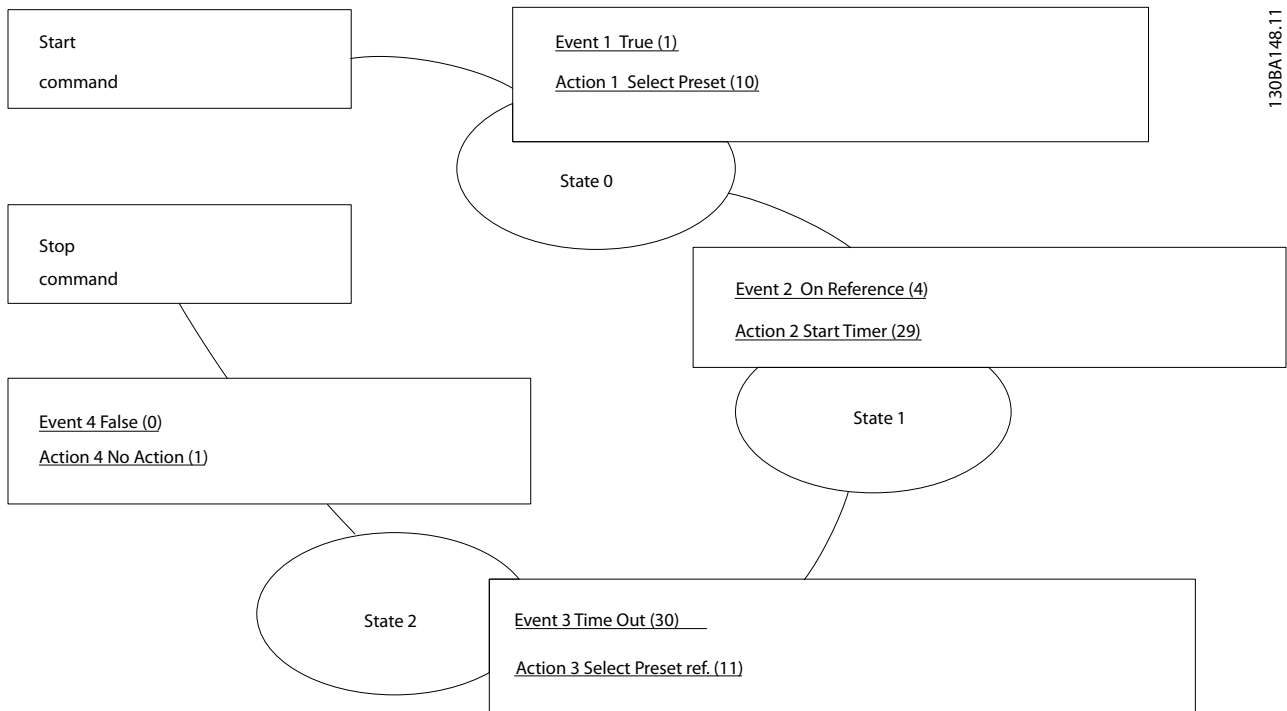 Start
command
Event 1 True (1)
Action 1 Select Preset (10)
130BA148.11
State 0
Stop
command
Event 2 On Reference (4)
Action 2 Start Timer (29)
Event 4 False (0)
Action 4 No Action (1)
State 1
State 2
Event 3 Time Out (30)
Action 3 Select Preset ref. (11)